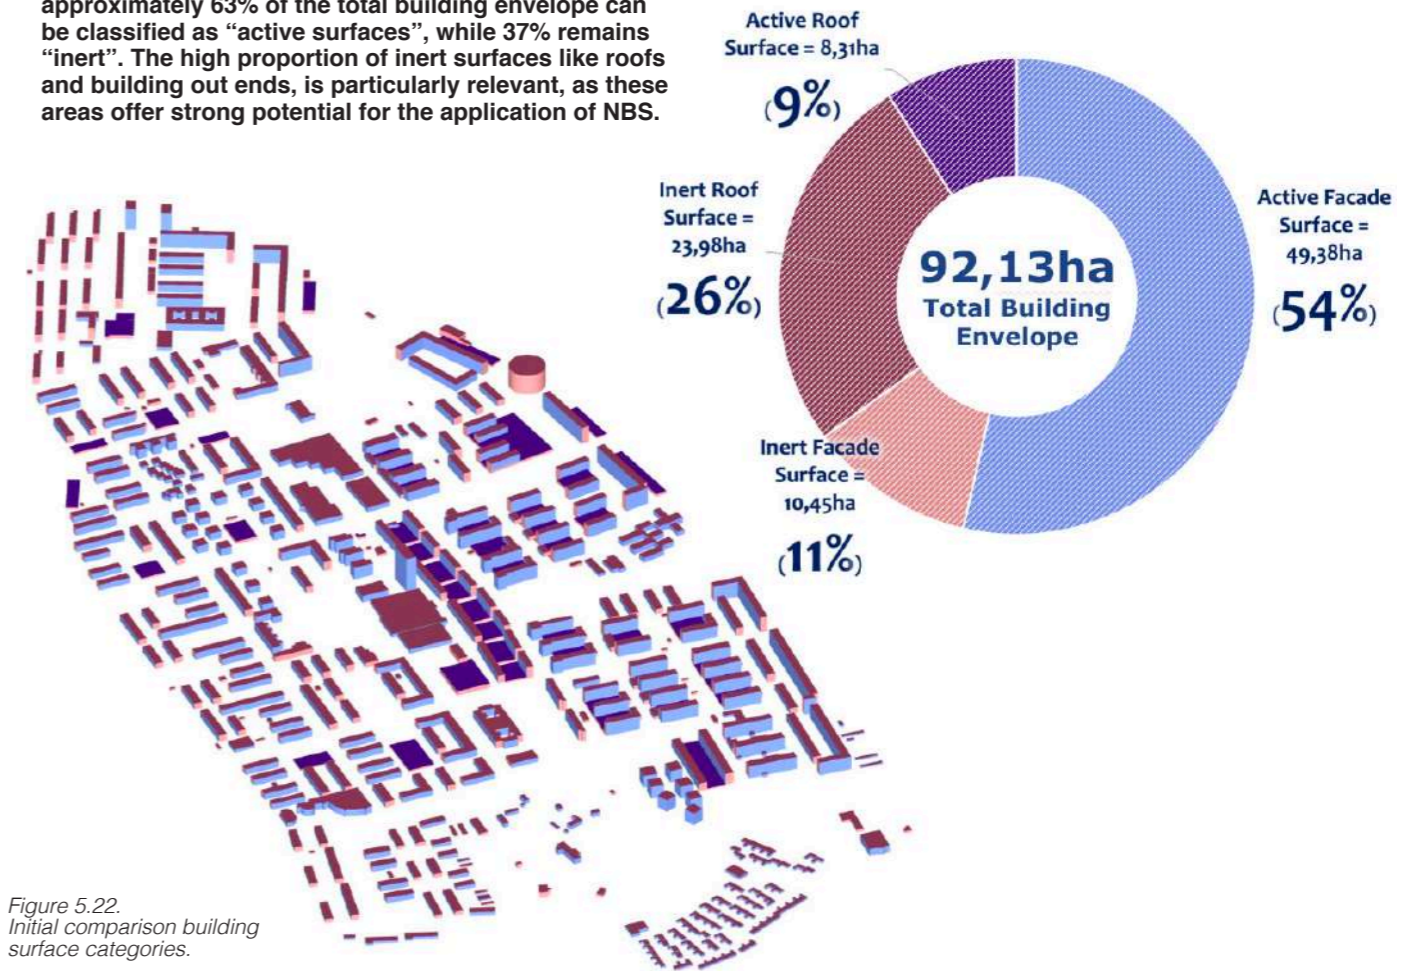 approximately 63% of the total building envelope can
be classified as “active surfaces”, while 37% remains
“inert”. The high proportion of inert surfaces like roofs
and building out ends, is particularly relevant, as these
areas offer strong potential for the application of NBS.
Active Roof
Surface = 8,31ha
(9%)
Inert Roof
Surface =
23,98ha
(26%)
92,13ha
Total Building
Envelope
Active Facade
Surface =
49,38ha
(54%)
Inert Facade
Surface =
10,45ha
(11%)
Figure 5.22.
Initial comparison building
surface categories.